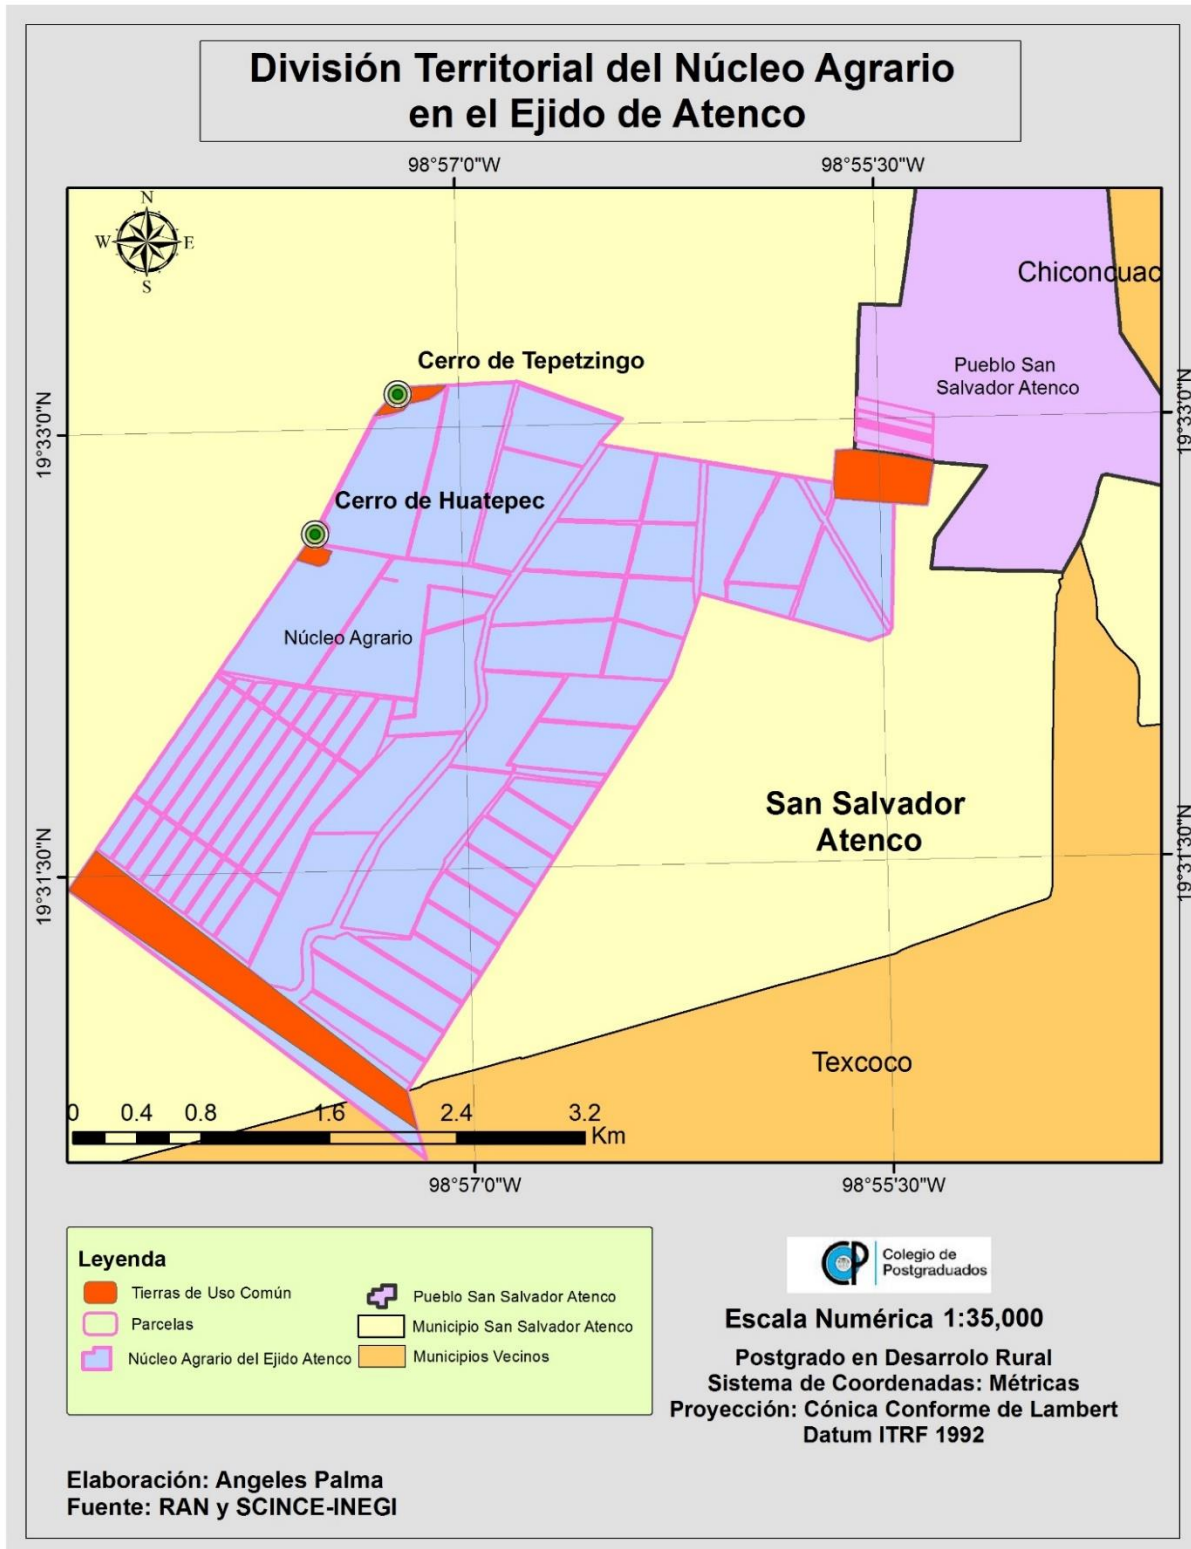 División Territorial del Núcleo Agrario
en el Ejido de Atenco
98°57'0"W
98°55'30"W
N
W
E
S
Chiconcuac
Cerro de Tepetzingo
Pueblo San
Salvador Atenco
19°33'0"N
19°33'0"N
Cerro de Huatepec
Núcleo Agrario
San Salvador
Atenco
19°31'30"N
19°31'30"N
Texcoco
0 0.4 0.8 1.6 2.4 3.2
Km
98°57'0"W
98°55'30"W
Leyenda
Tierras de Uso Común
Parcelas
Núcleo Agrario del Ejido Atenco
Pueblo San Salvador Atenco
Municipio San Salvador Atenco
Municipios Vecinos
CP
Colegio de
Postgraduados
Escala Numérica 1:35,000
Postgrado en Desarrolo Rural
Sistema de Coordenadas: Métricas
Proyección: Cónica Conforme de Lambert
Datum ITRF 1992
Elaboración: Angeles Palma
Fuente: RAN y SCINCE-INEGI